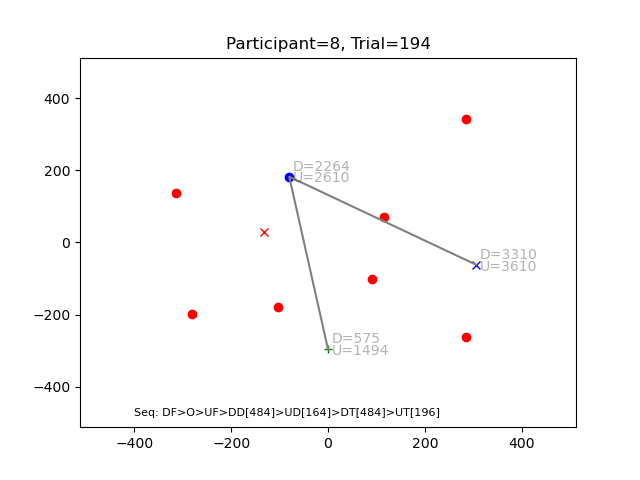 Participant=8, Trial=194
400
200
0
−200
−400
D=2264
U=2610
D=3310
U=3610
D=575
U=1494
Seq: DF>O>UF>DD[484]>UD[164]>DT[484]>UT[196]
−400 −200 0 200 400